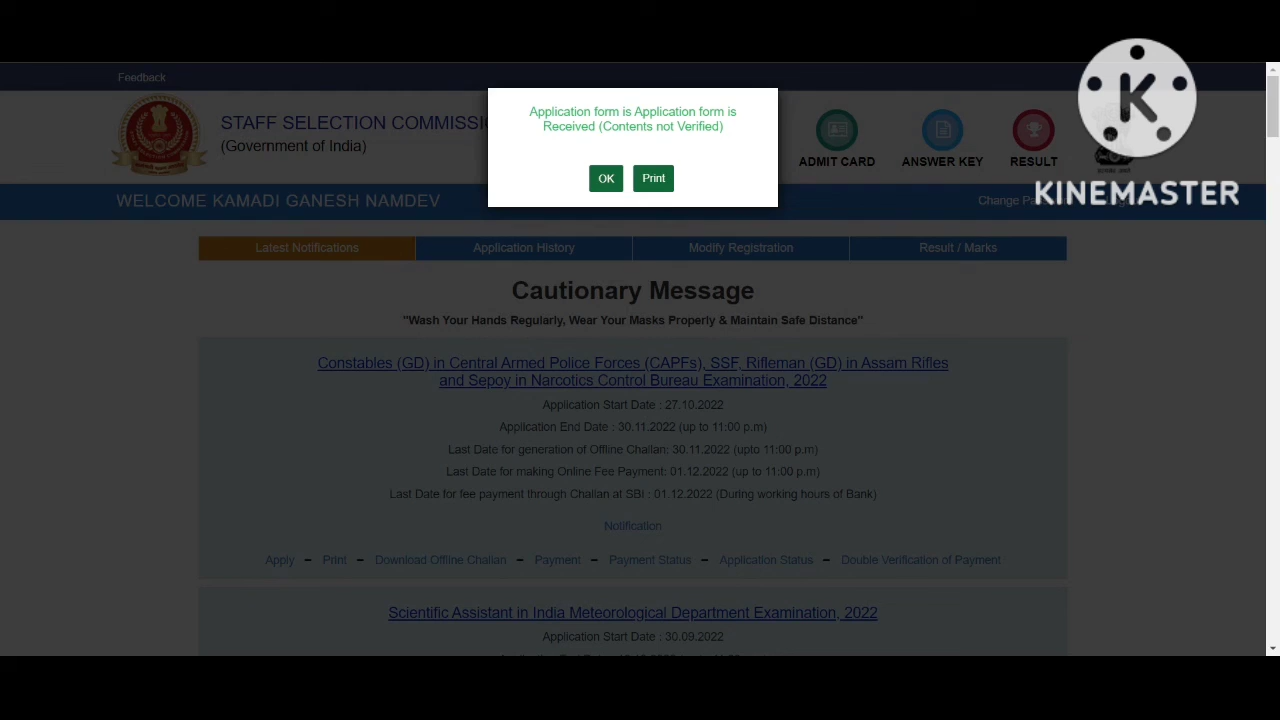 Feedback
STAFF SELECTION COMMISSI
(Government of India)
Application form is Application form is
Received (Contents not Verified)
OK Print
ADMIT CARD ANSWER KEY RESULT
K
KINEMASTER
WELCOME KAMADI GANESH NAMDEV
Change Pa
Latest Notifications Application History Modify Registration Result / Marks
Cautionary Message
"Wash Your Hands Regularly, Wear Your Masks Properly & Maintain Safe Distance"
Constables (GD) in Central Armed Police Forces (CAPFs), SSF, Rifleman (GD) in Assam Rifles
and Sepoy in Narcotics Control Bureau Examination, 2022
Application Start Date : 27.10.2022
Application End Date : 30.11.2022 (up to 11:00 p.m)
Last Date for generation of Offline Challan: 30.11.2022 (upto 11:00 p.m)
Last Date for making Online Fee Payment: 01.12.2022 (up to 11:00 p.m)
Last Date for fee payment through Challan at SBI : 01.12.2022 (During working hours of Bank)
Notification
Apply – Print – Download Offline Challan – Payment – Payment Status – Application Status – Double Verification of Payment
Scientific Assistant in India Meteorological Department Examination, 2022
Application Start Date : 30.09.2022